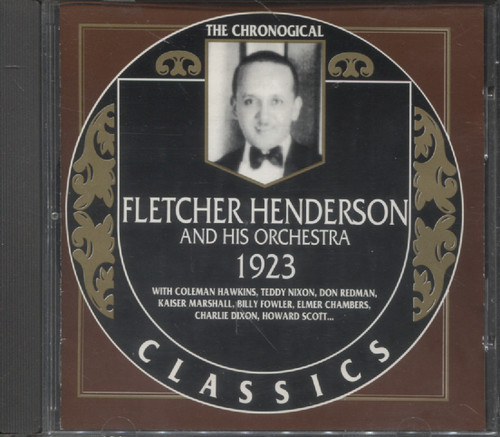 THE CHRONOGICAL
FLETCHER HENDERSON
AND HIS ORCHESTRA
1923
WITH COLEMAN HAWKINS, TEDDY NIXON, DON REDMAN,
KAISER MARSHALL, BILLY FOWLER, ELMER CHAMBERS,
CHARLIE DIXON, HOWARD SCOTT...
CLASSICS